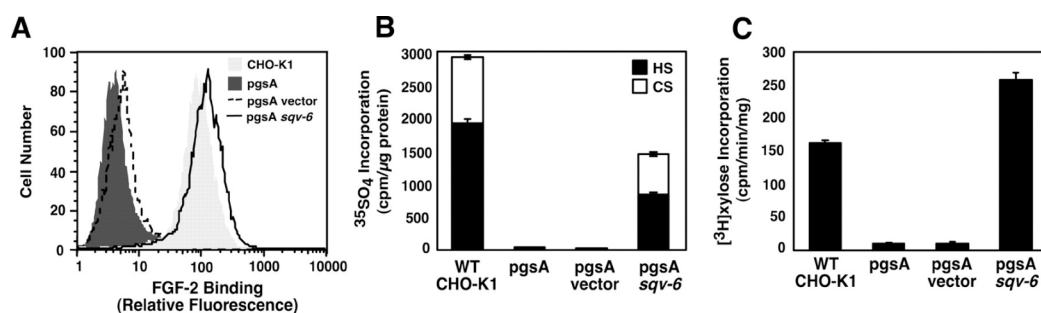 A
CHO-K1
pgsA
pgsA vector
pgsA sqv-6
Cell Number
100
80
60
40
20
0
1
10
100
1000
10000
FGF-2 Binding
(Relative Fluorescence)
B
HS
CS
35SO4 Incorporation
(cpm/µg protein)
3000
2500
2000
1500
1000
500
0
WT
CHO-K1
pgsA
pgsA
vector
pgsA
sqv-6
C
[3H]xylose Incorporation
(cpm/min/mg)
300
250
200
150
100
50
0
WT
CHO-K1
pgsA
pgsA
vector
pgsA
sqv-6